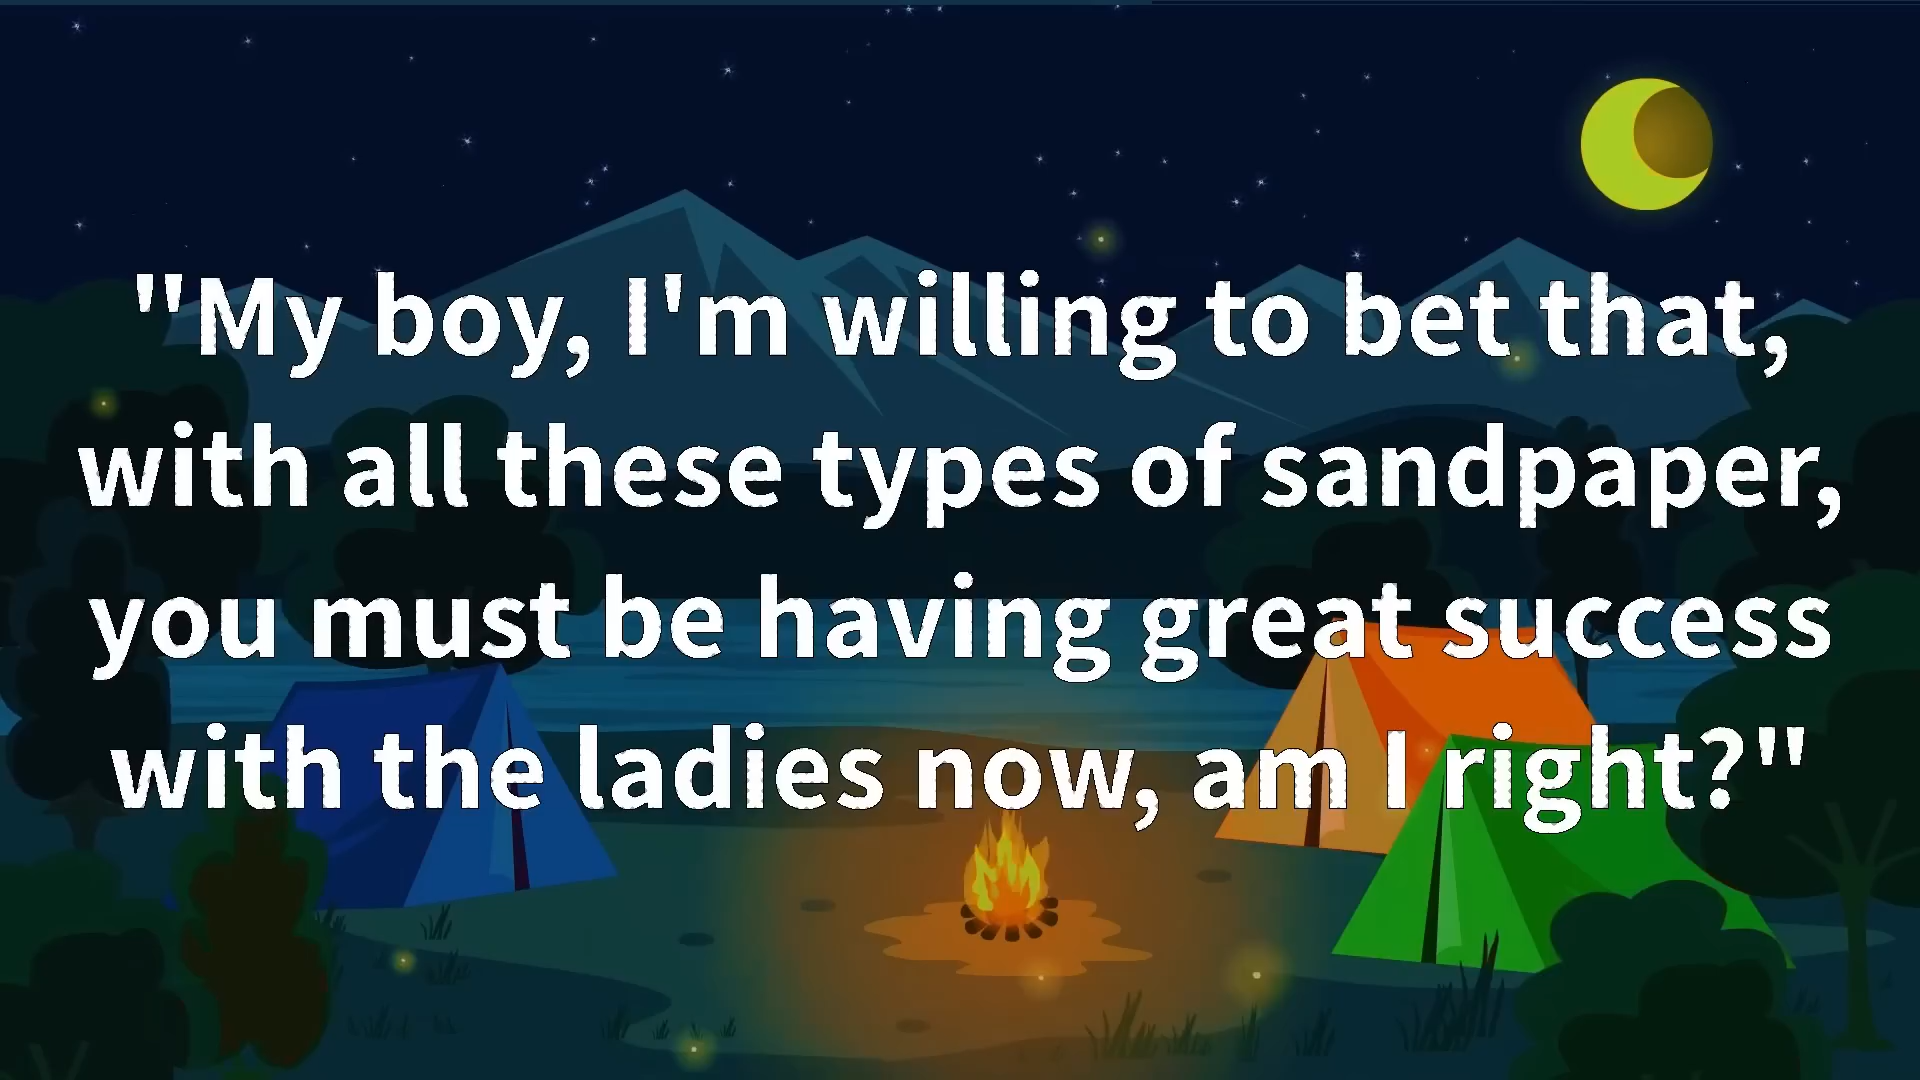 "My boy, I'm willing to bet that,
with all these types of sandpaper,
you must be having great success
with the ladies now, am I right?"